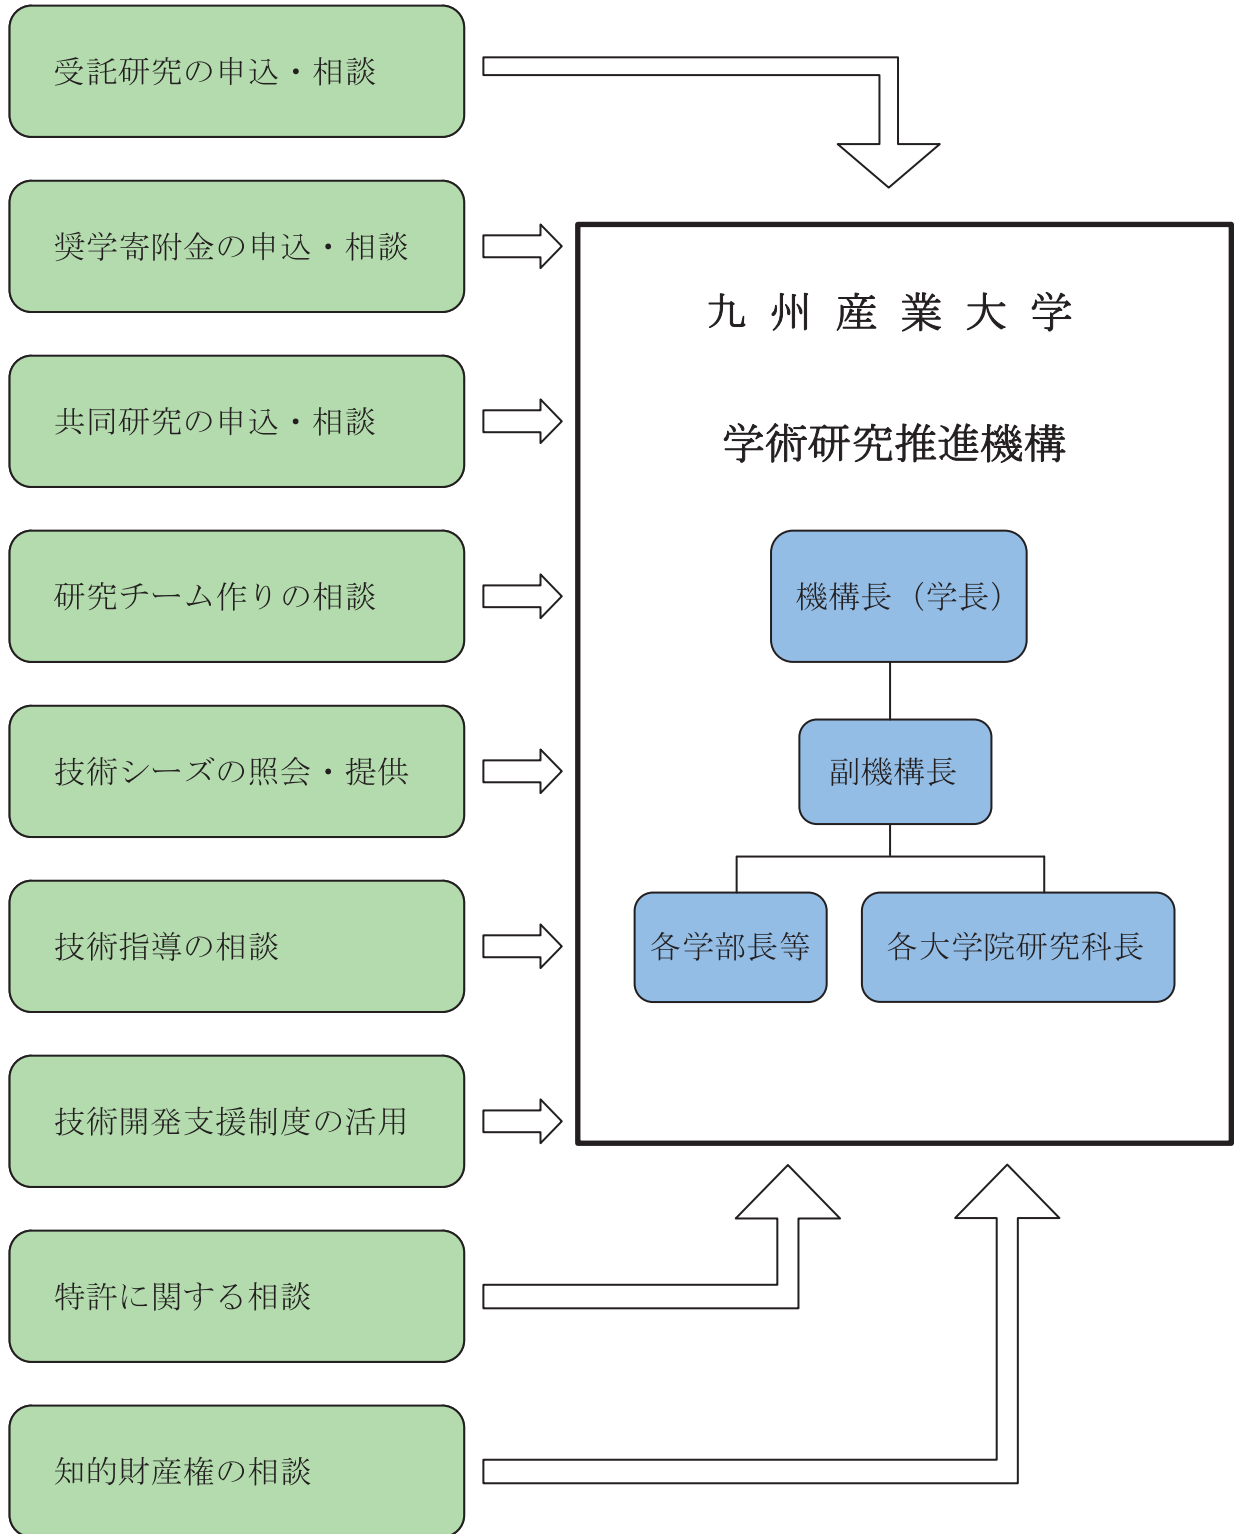 受託研究の申込・相談
奨学寄附金の申込・相談
共同研究の申込・相談
研究チーム作りの相談
技術シーズの照会・提供
技術指導の相談
技術開発支援制度の活用
特許に関する相談
知的財産権の相談
九州産業大学
学術研究推進機構
機構長（学長）
副機構長
各学部長等
各大学院研究科長